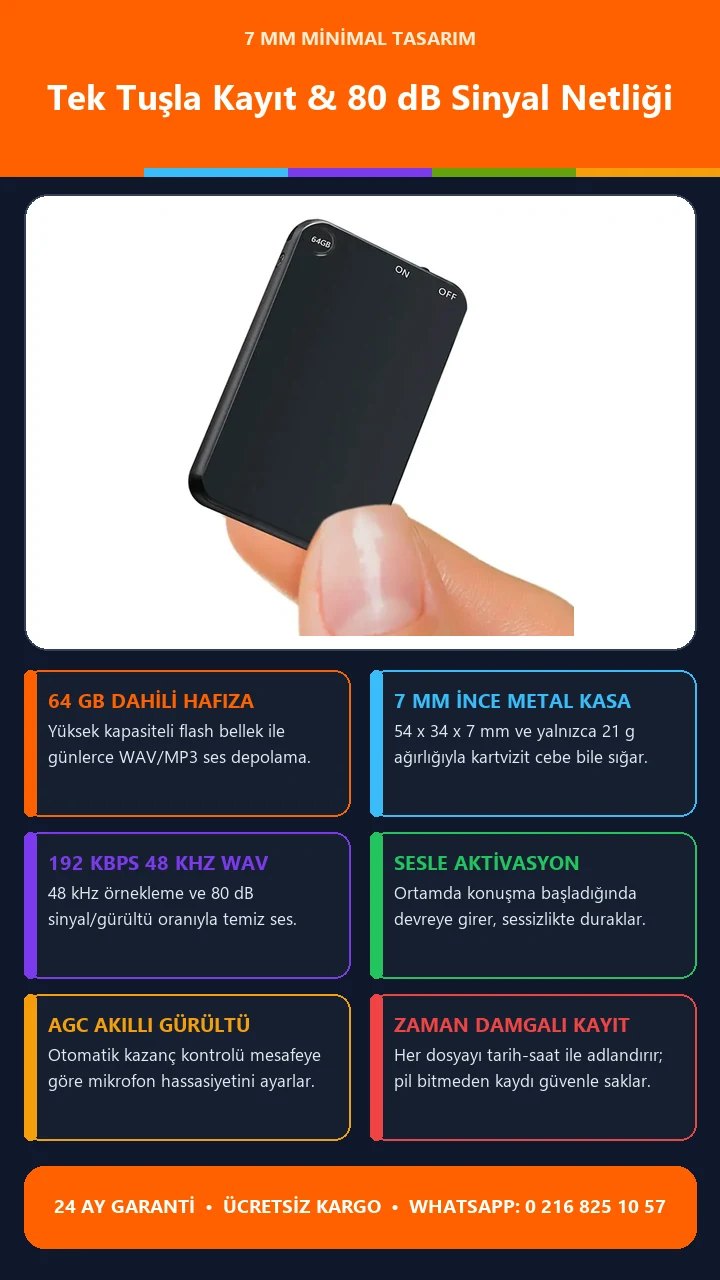 7 MM MİNİMAL TASARIM
Tek Tuşla Kayıt & 80 dB Sinyal Netliği
64GB
ON
OFF
64 GB DAHİLİ HAFIZA
Yüksek kapasiteli flash bellek ile
günlerce WAV/MP3 ses depolama.
7 MM İNCE METAL KASA
54 x 34 x 7 mm ve yalnızca 21 g
ağırlığıyla kartvizit cebe bile sığar.
192 KBPS 48 KHZ WAV
48 kHz örnekleme ve 80 dB
sinyal/gürültü oranıyla temiz ses.
SESLE AKTİVASYON
Ortamda konuşma başladığında
devreye girer, sessizlikte duraklar.
AGC AKILLI GÜRÜLTÜ
Otomatik kazanç kontrolü mesafeye
göre mikrofon hassasiyetini ayarlar.
ZAMAN DAMGALI KAYIT
Her dosyayı tarih-saat ile adlandırır;
pil bitmeden kaydı güvenle saklar.
24 AY GARANTİ • ÜCRETSİZ KARGO • WHATSAPP: 0 216 825 10 57